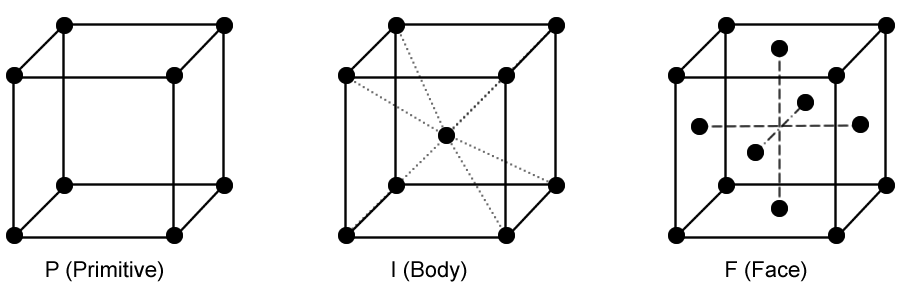 P (Primitive)
I (Body)
F (Face)